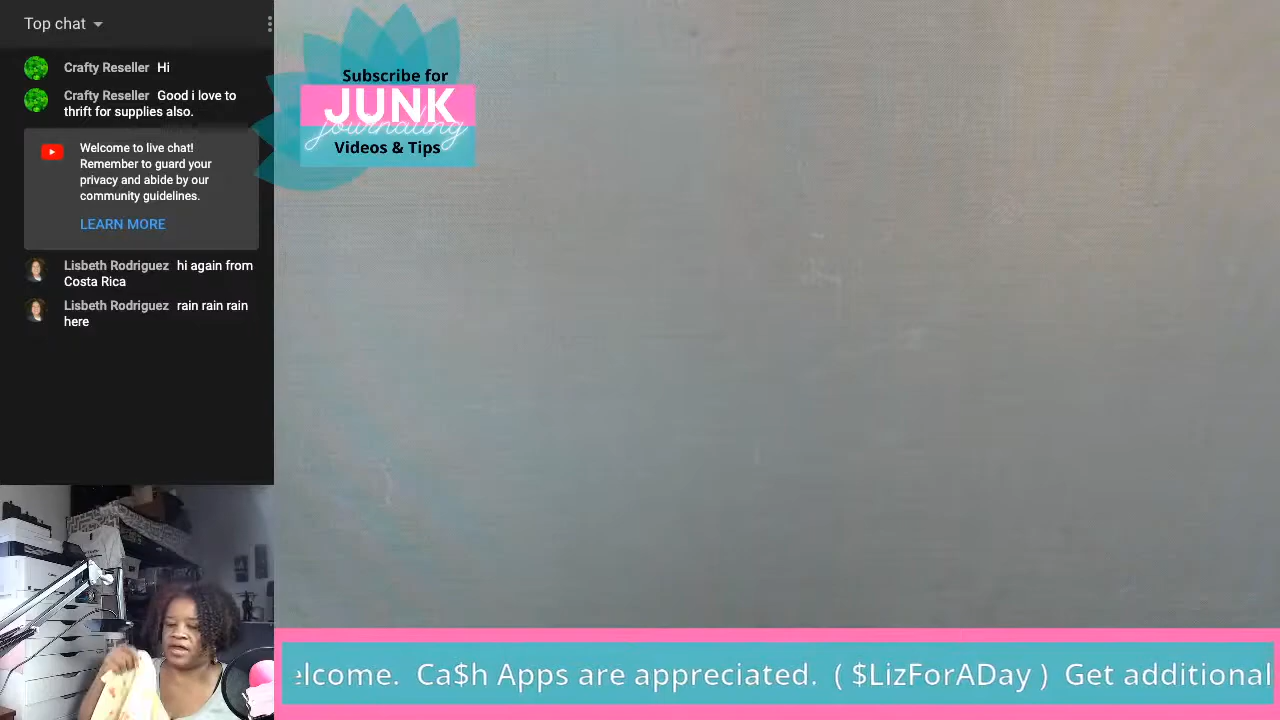 Top chat
Crafty Reseller Hi
Crafty Reseller Good i love to
thrift for supplies also.
Welcome to live chat!
Remember to guard your
privacy and abide by our
community guidelines.
LEARN MORE
Lisbeth Rodriguez hi again from
Costa Rica
Lisbeth Rodriguez rain rain rain
here
Subscribe for
JUNK
journaling
Videos & Tips
elcome. Ca$h Apps are appreciated. ( $LizForADay ) Get additional